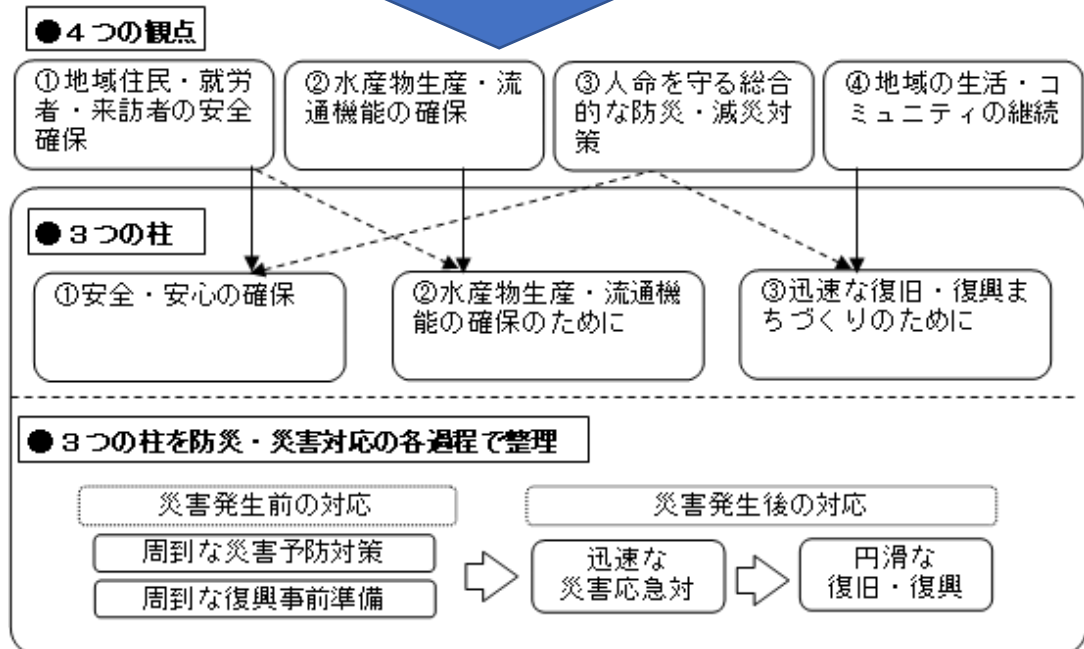 ●４つの観点
①地域住民・就労
者・来訪者の安全
確保
②水産物生産・流
通機能の確保
③人命を守る総合
的な防災・減災対
策
④地域の生活・コ
ミュニティの継続
●３つの柱
①安全・安心の確保
②水産物生産・流通機
能の確保のために
③迅速な復旧・復興ま
ちづくりのために
●３つの柱を防災・災害対応の各過程で整理
災害発生前の対応
周到な災害予防対策
周到な復興事前準備
災害発生後の対応
迅速な
災害応急対
円滑な
復旧・復興